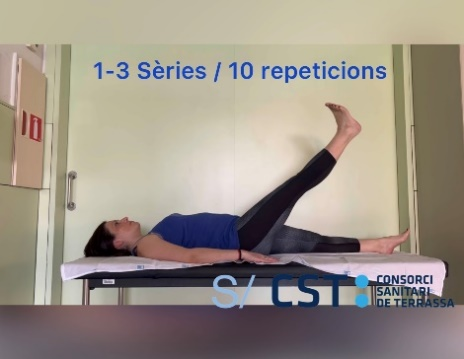 1-3 Sèries / 10 repeticions
S/ CST
CONSORCI
SANITARI
DE TERRASSA